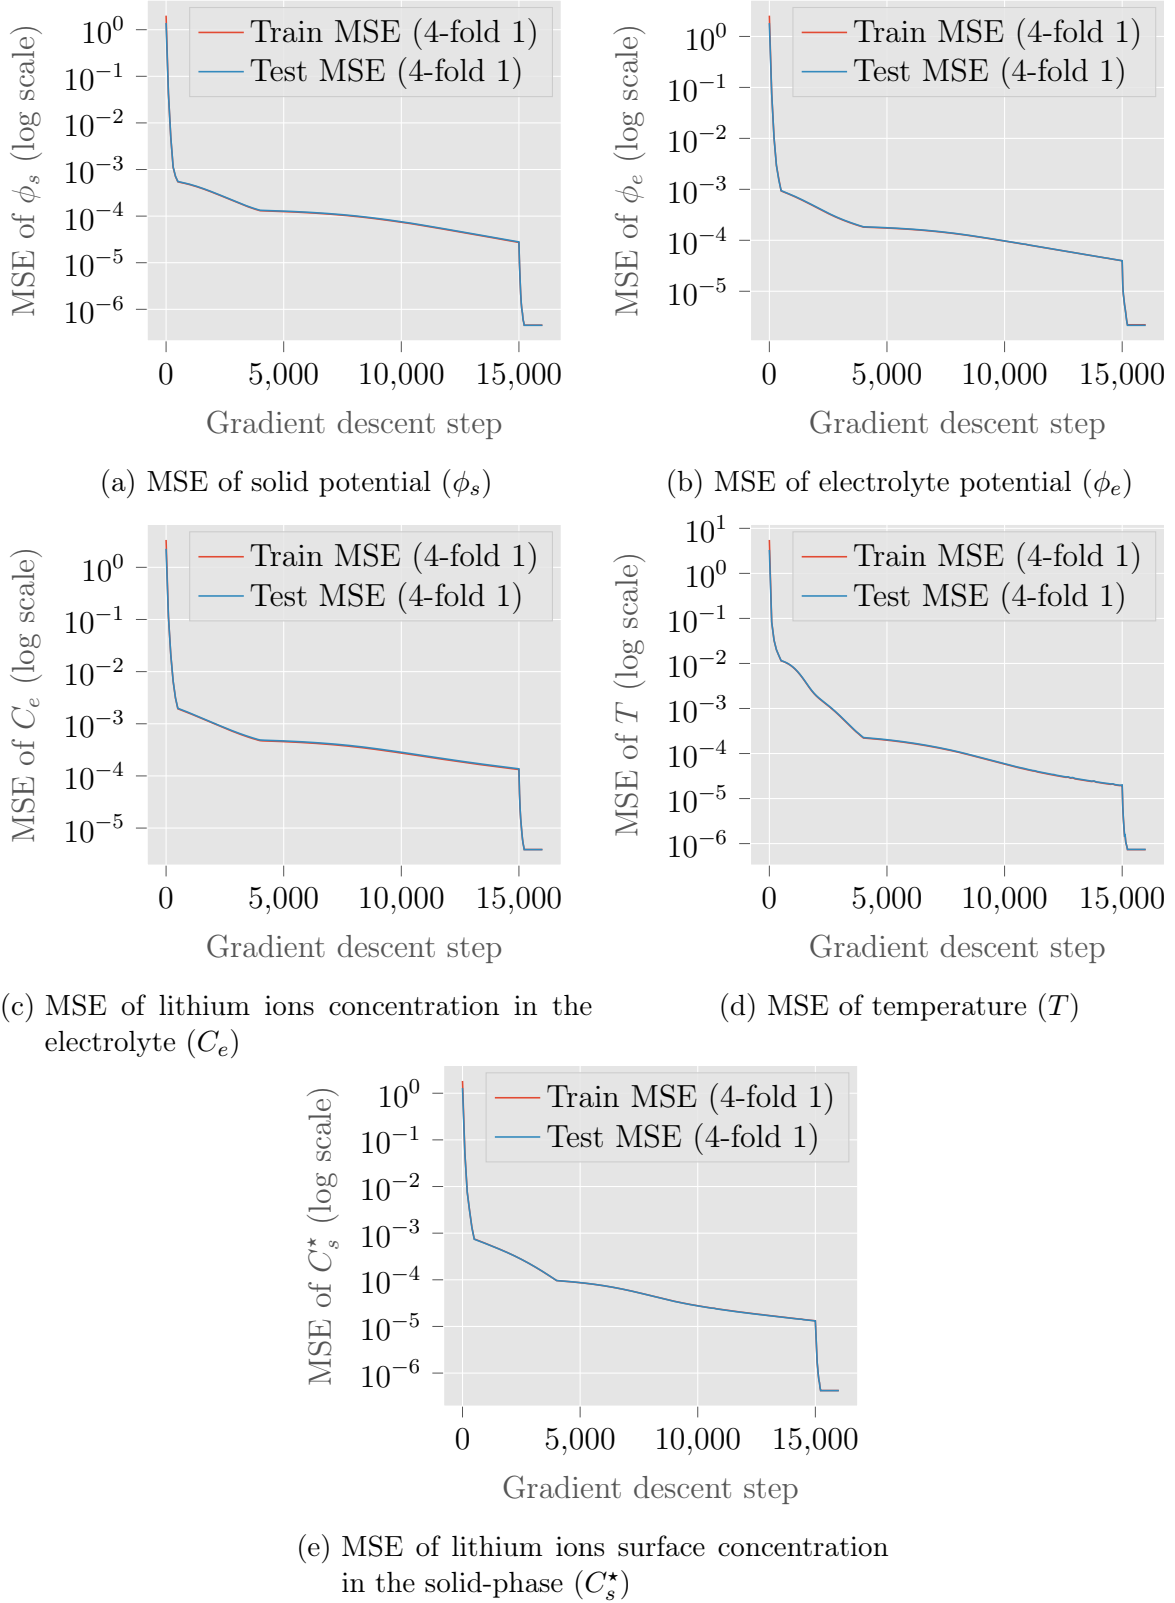 MSE of ϕ_s (log scale)
10^0
10^−1
10^−2
10^−3
10^−4
10^−5
10^−6
Train MSE (4-fold 1)
Test MSE (4-fold 1)
0 5,000 10,000 15,000
Gradient descent step
(a) MSE of solid potential (ϕ_s)
MSE of ϕ_e (log scale)
10^0
10^−1
10^−2
10^−3
10^−4
10^−5
Train MSE (4-fold 1)
Test MSE (4-fold 1)
0 5,000 10,000 15,000
Gradient descent step
(b) MSE of electrolyte potential (ϕ_e)
MSE of C_e (log scale)
10^0
10^−1
10^−2
10^−3
10^−4
10^−5
Train MSE (4-fold 1)
Test MSE (4-fold 1)
0 5,000 10,000 15,000
Gradient descent step
(c) MSE of lithium ions concentration in the
electrolyte (C_e)
MSE of T (log scale)
10^1
10^0
10^−1
10^−2
10^−3
10^−4
10^−5
10^−6
Train MSE (4-fold 1)
Test MSE (4-fold 1)
0 5,000 10,000 15,000
Gradient descent step
(d) MSE of temperature (T)
MSE of C_s^⋆ (log scale)
10^0
10^−1
10^−2
10^−3
10^−4
10^−5
10^−6
Train MSE (4-fold 1)
Test MSE (4-fold 1)
0 5,000 10,000 15,000
Gradient descent step
(e) MSE of lithium ions surface concentration
in the solid-phase (C_s^⋆)